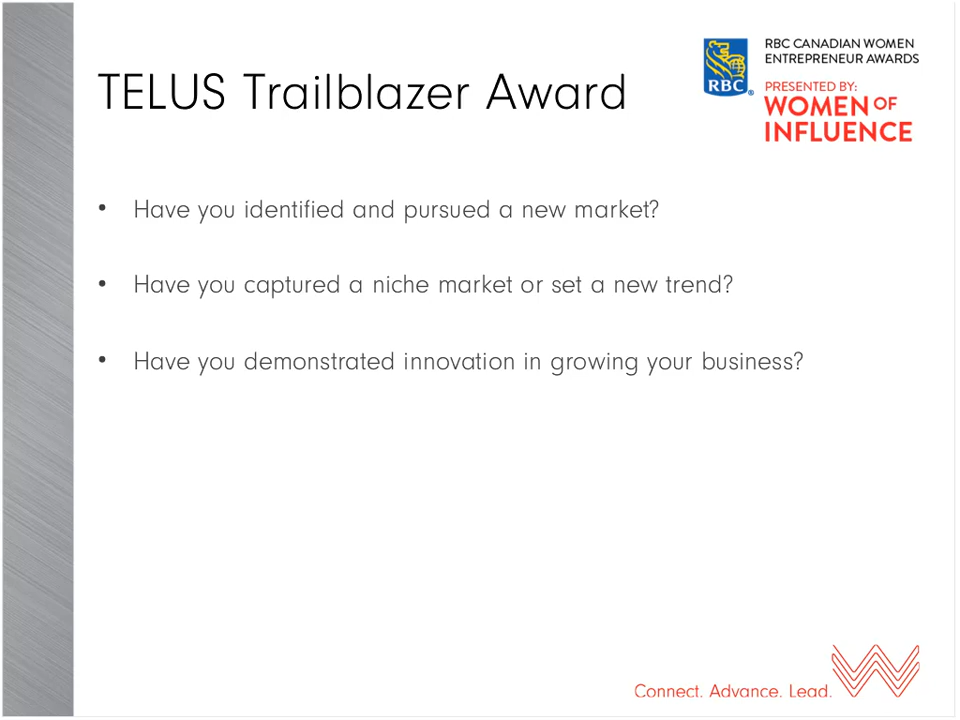 TELUS Trailblazer Award
RBC
®
RBC CANADIAN WOMEN
ENTREPRENEUR AWARDS
PRESENTED BY:
WOMEN OF
INFLUENCE
• Have you identified and pursued a new market?
• Have you captured a niche market or set a new trend?
• Have you demonstrated innovation in growing your business?
Connect. Advance. Lead.